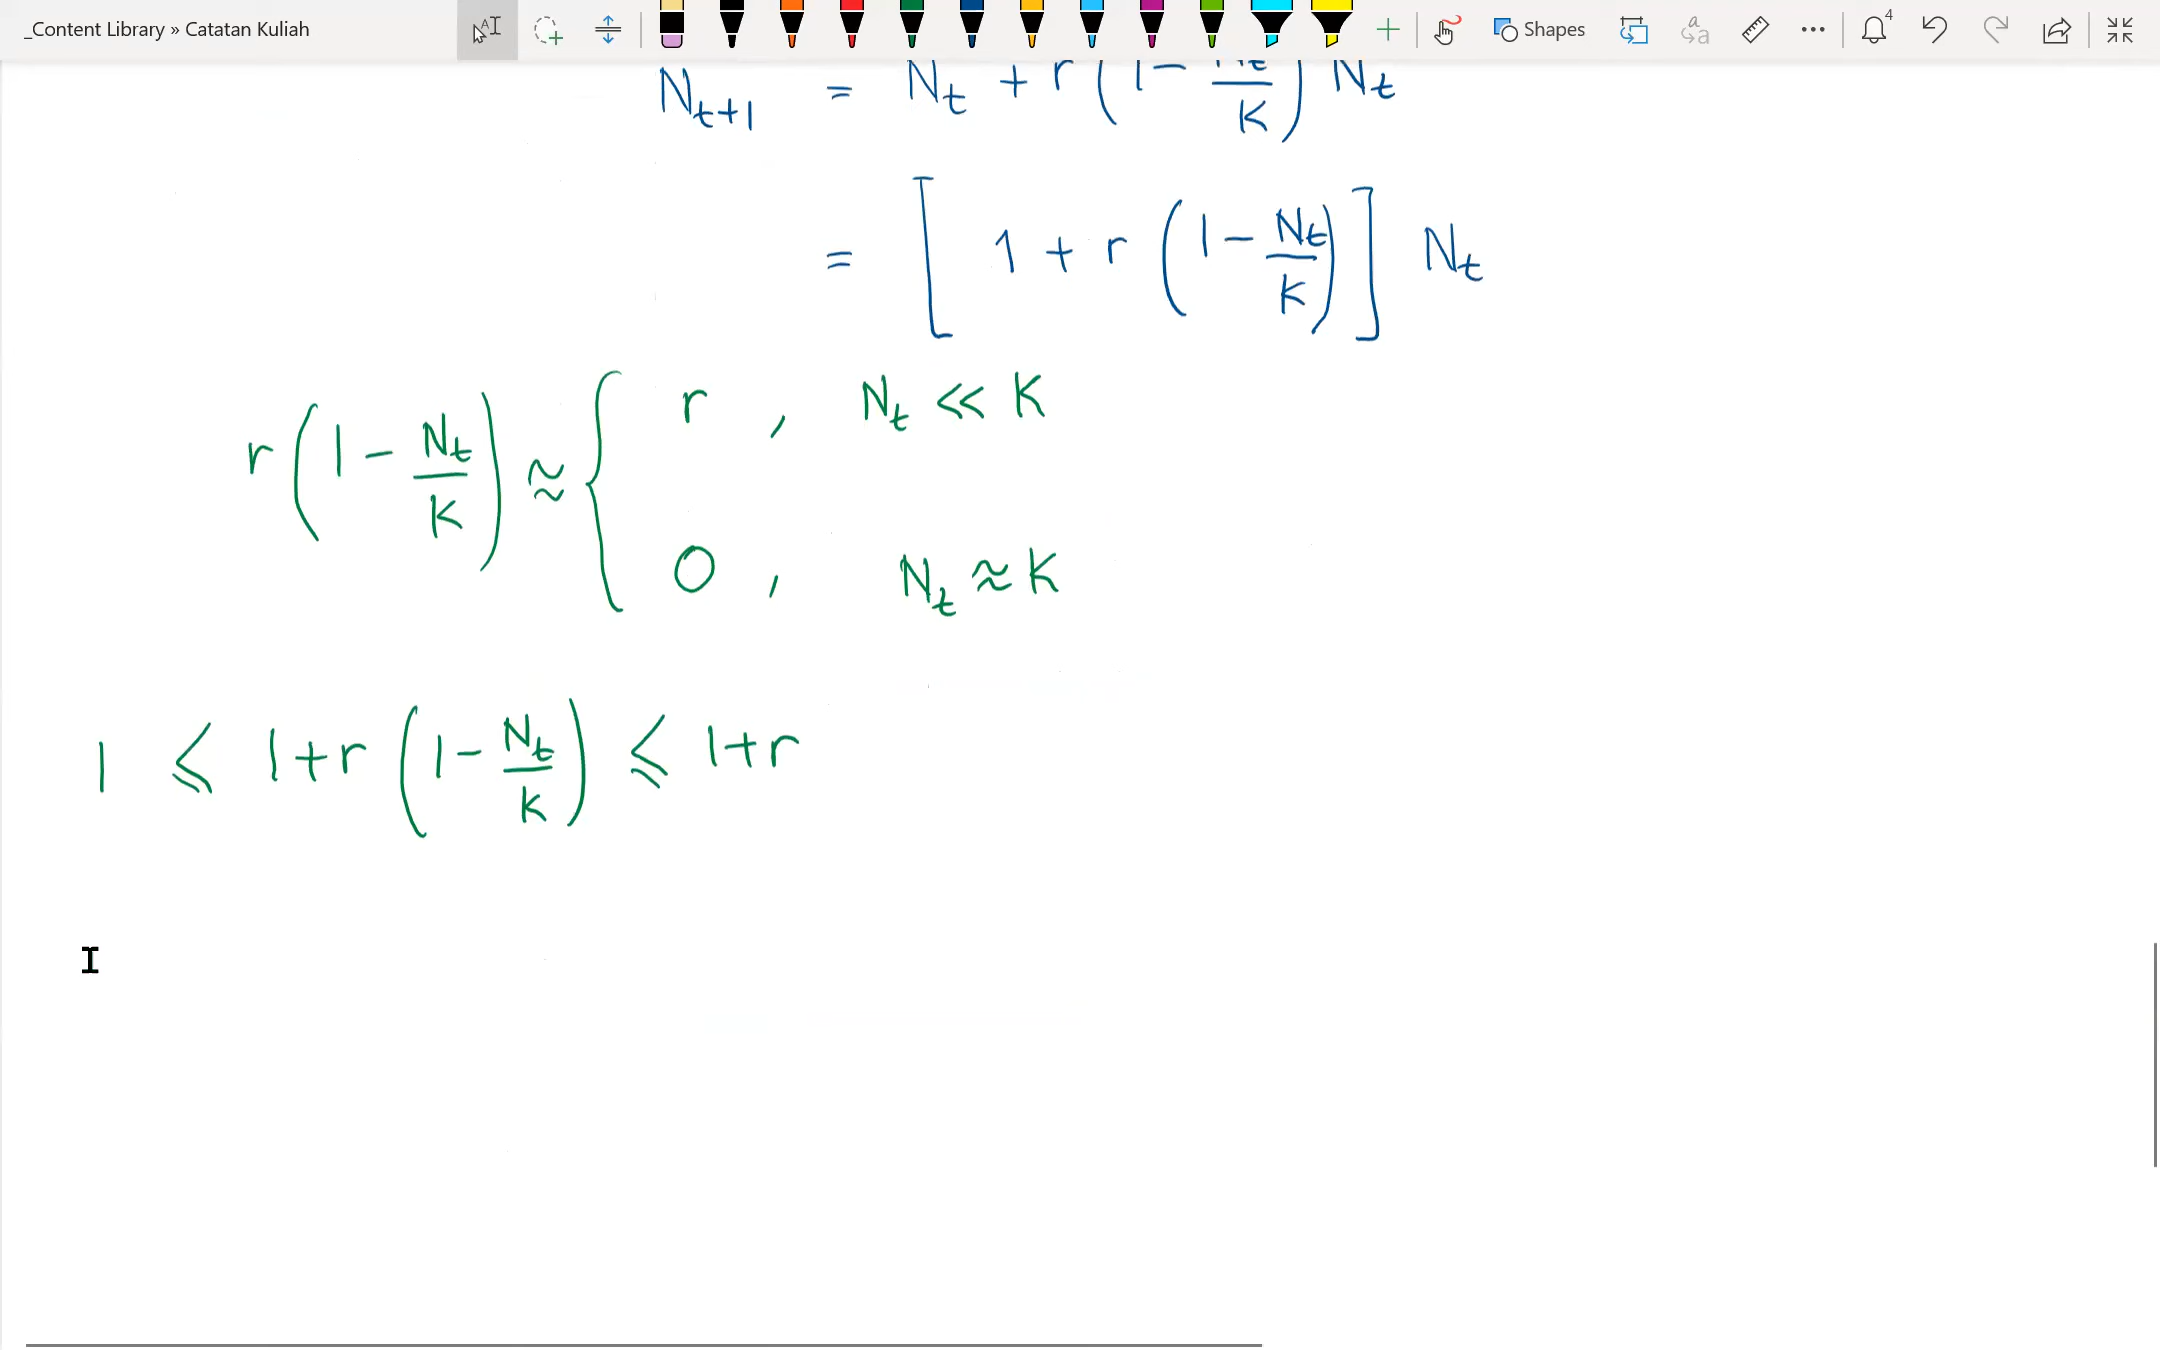 _Content Library » Catatan Kuliah Shapes 4
N_{t+1} = N_t + r(1 - N_t/K) N_t
= [1 + r(1 - N_t/K)] N_t
r(1 - N_t/K) ≈ { r , N_t << K
0 , N_t ≈ K
1 ⩽ 1+r(1 - N_t/K) ⩽ 1+r